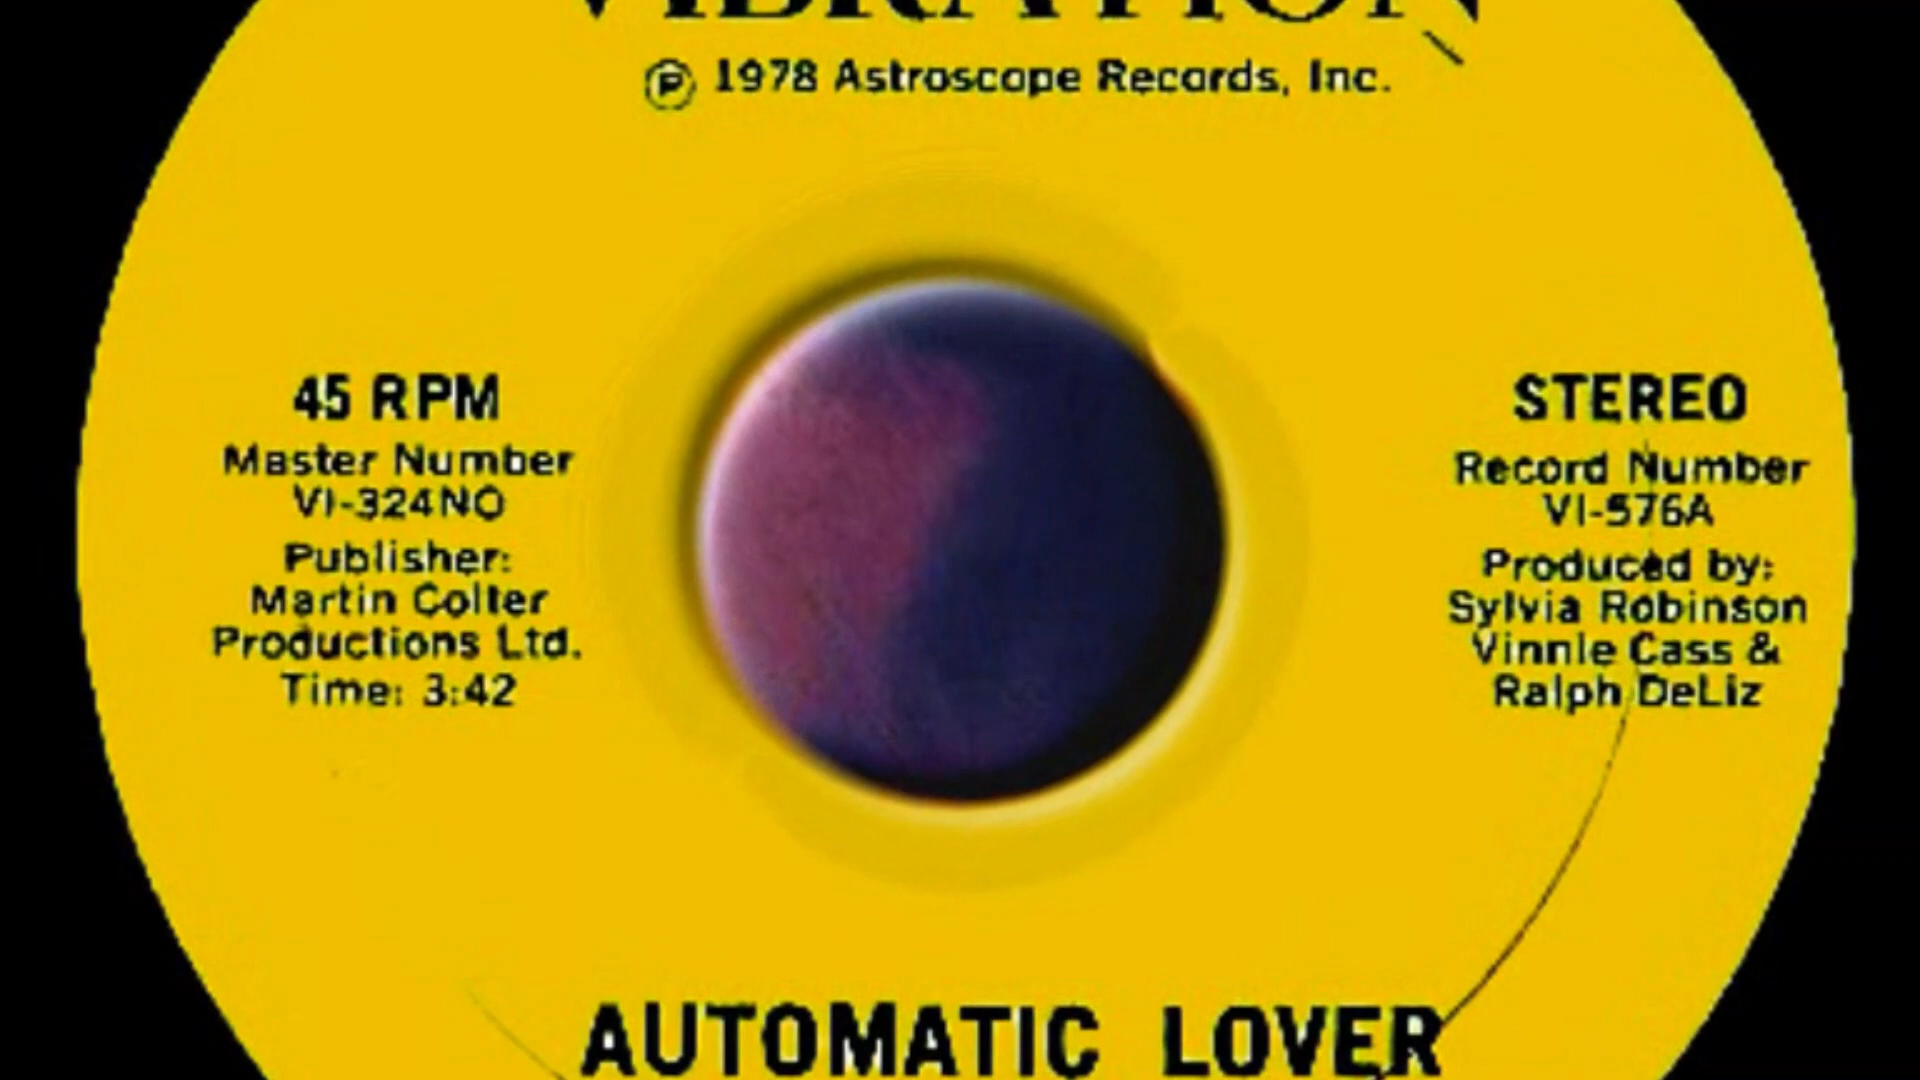 VIBRATION
℗ 1978 Astroscope Records, Inc.
45 RPM
Master Number
VI-324NO
Publisher:
Martin Colter
Productions Ltd.
Time: 3:42
STEREO
Record Number
VI-576A
Produced by:
Sylvia Robinson
Vinnie Cass &
Ralph DeLiz
AUTOMATIC LOVER